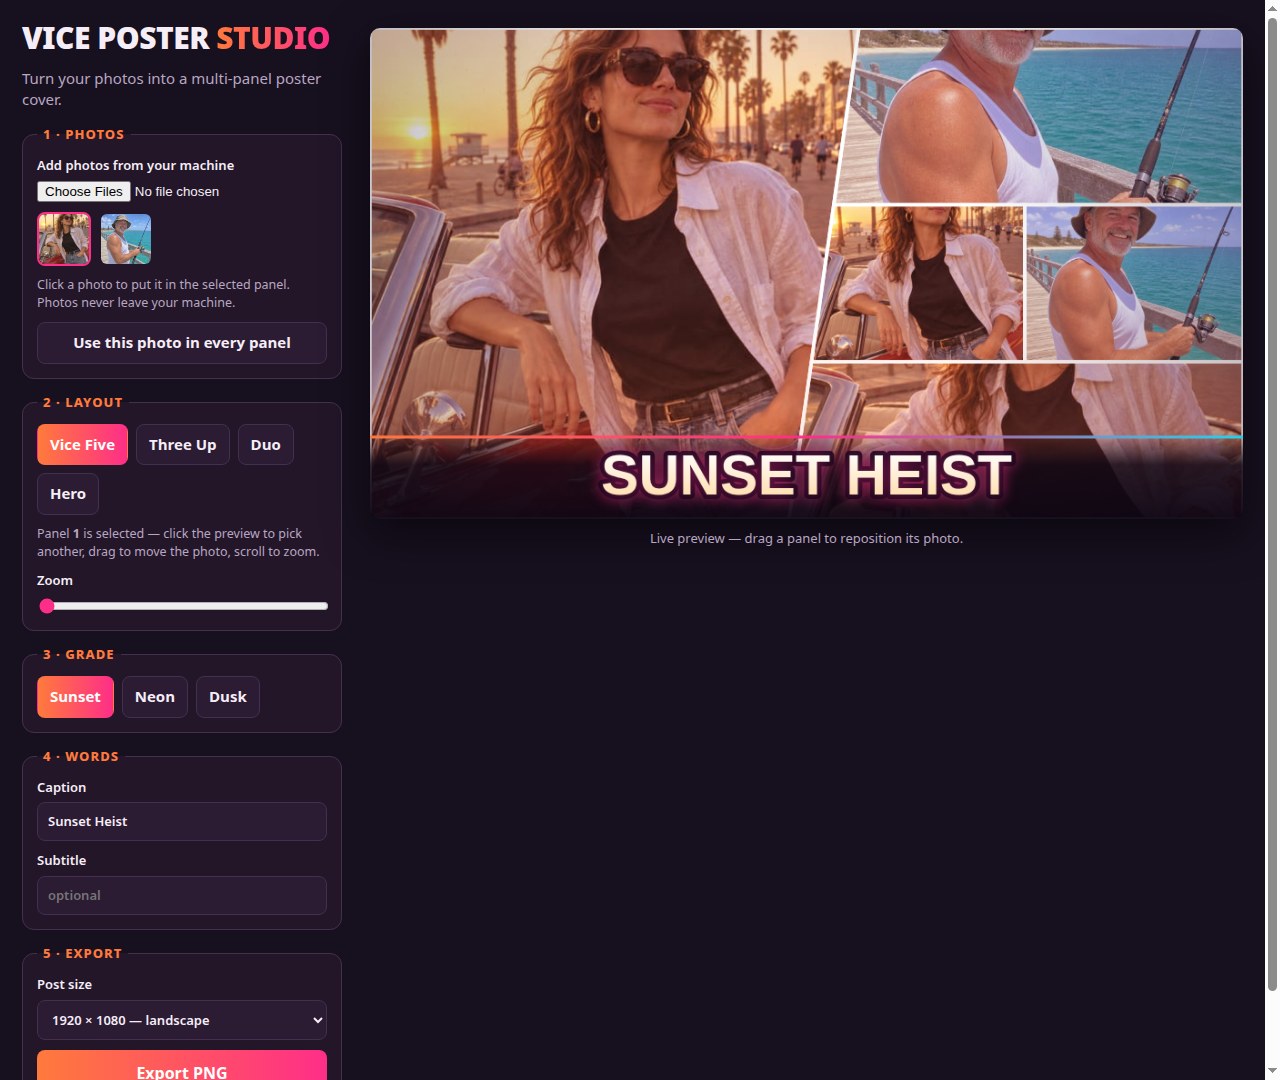 VICE POSTER STUDIO
Turn your photos into a multi-panel poster
cover.
1 · PHOTOS
Add photos from your machine
Choose Files No file chosen
Click a photo to put it in the selected panel.
Photos never leave your machine.
Use this photo in every panel
2 · LAYOUT
Vice Five Three Up Duo
Hero
Panel 1 is selected — click the preview to pick
another, drag to move the photo, scroll to zoom.
Zoom
3 · GRADE
Sunset Neon Dusk
4 · WORDS
Caption
Sunset Heist
Subtitle
optional
5 · EXPORT
Post size
1920 × 1080 — landscape
Export PNG
SUNSET HEIST
Live preview — drag a panel to reposition its photo.